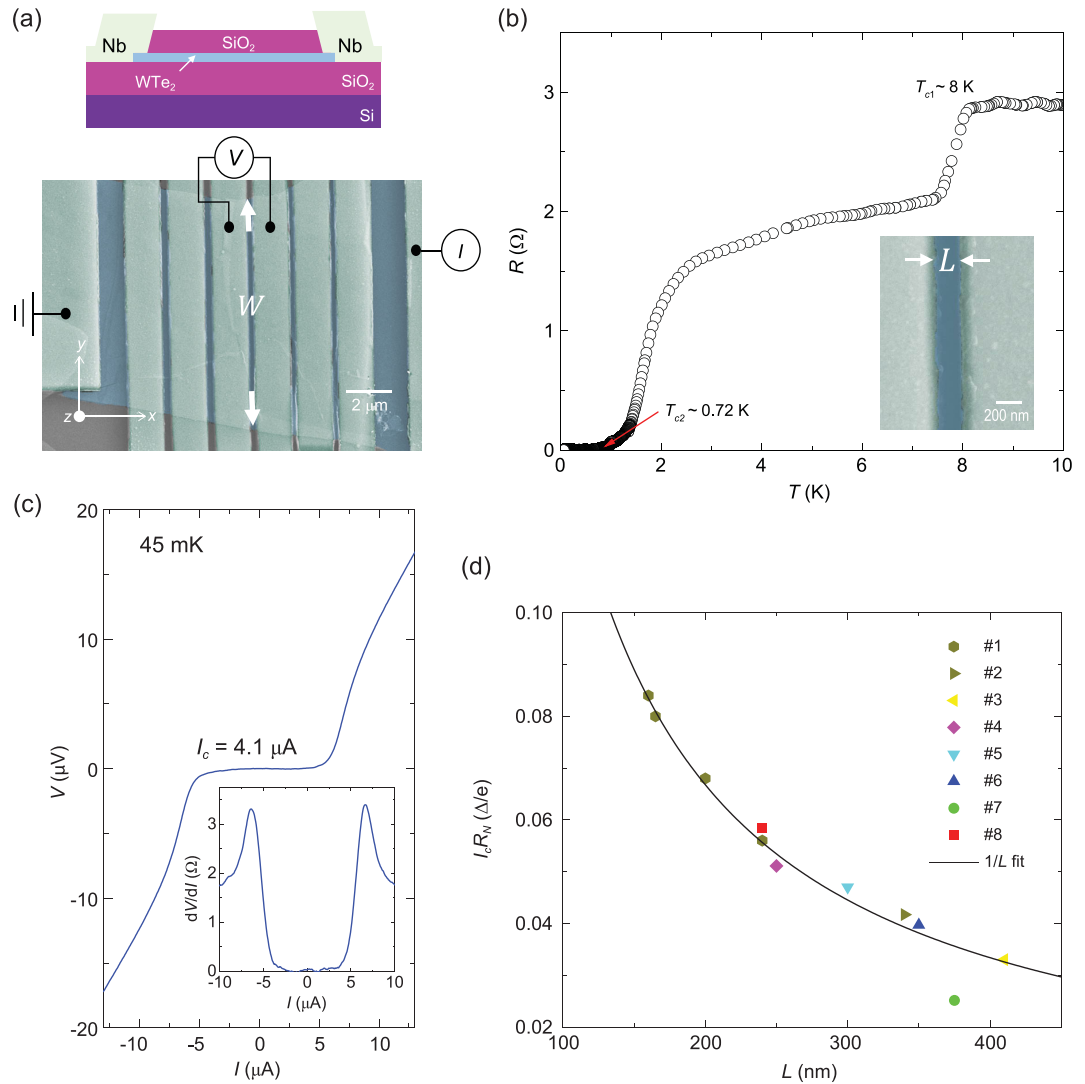 (a)
Nb
SiO2
Nb
WTe2
SiO2
Si
V
I
W
y
z
x
2 μm
(b)
R (Ω)
3
2
1
0
Tc1 ~ 8 K
L
Tc2 ~ 0.72 K
200 nm
0 2 4 6 8 10
T (K)
(c)
V (μV)
20
10
0
-10
-20
45 mK
Ic = 4.1 μA
dV/dI (Ω)
3
2
1
0
-10 -5 0 5 10
I (μA)
-10 -5 0 5 10
I (μA)
(d)
IcRN (Δ/e)
0.10
0.08
0.06
0.04
0.02
#1
#2
#3
#4
#5
#6
#7
#8
1/L fit
100 200 300 400
L (nm)